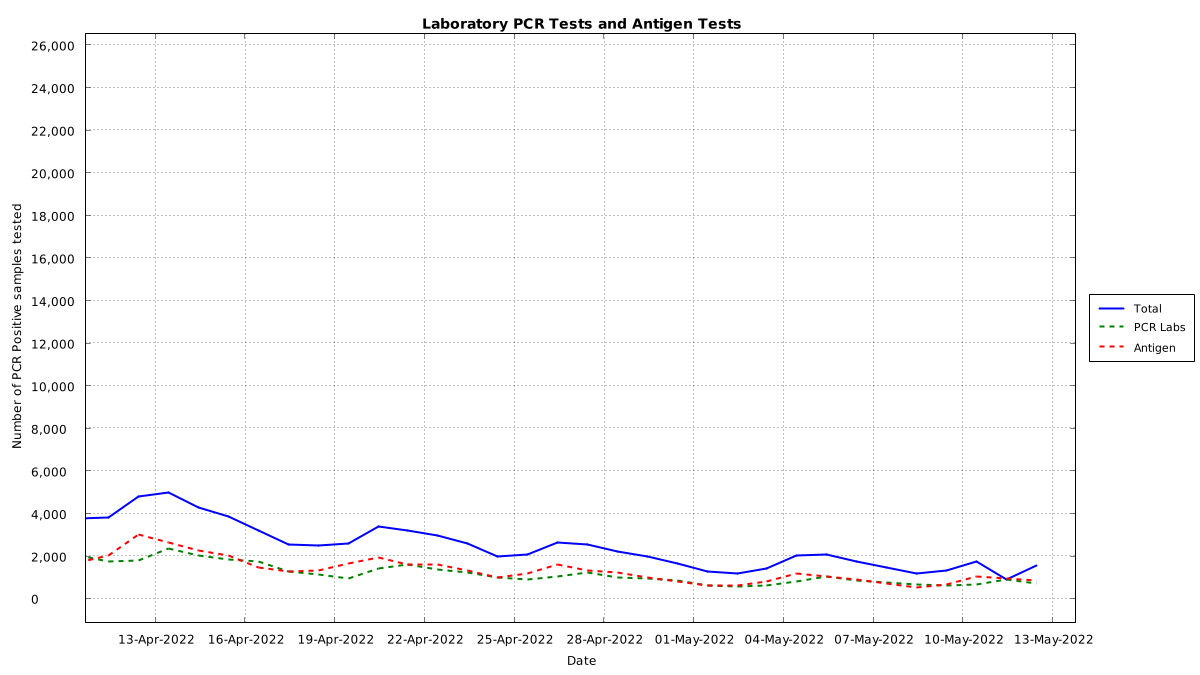 Laboratory PCR Tests and Antigen Tests
Number of PCR Positive samples tested
26,000
24,000
22,000
20,000
18,000
16,000
14,000
12,000
10,000
8,000
6,000
4,000
2,000
0
13-Apr-2022 16-Apr-2022 19-Apr-2022 22-Apr-2022 25-Apr-2022 28-Apr-2022 01-May-2022 04-May-2022 07-May-2022 10-May-2022 13-May-2022
Date
Total
PCR Labs
Antigen